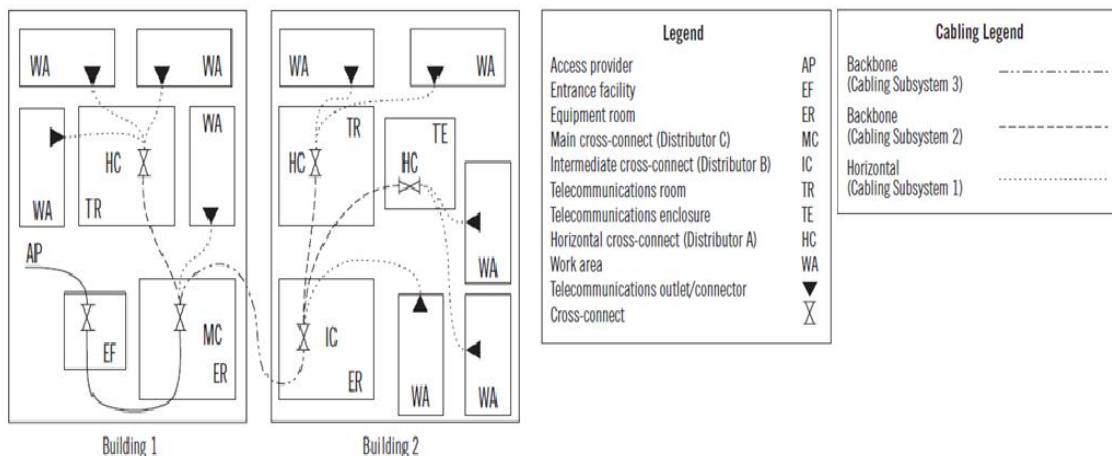 WA
WA
WA
WA
WA
HC
TR
WA
TR
HC
TE
HC
WA
AP
EF
MC
ER
IC
ER
WA
WA
Building 1
Building 2
Legend
Access provider AP
Entrance facility EF
Equipment room ER
Main cross-connect (Distributor C) MC
Intermediate cross-connect (Distributor B) IC
Telecommunications room TR
Telecommunications enclosure TE
Horizontal cross-connect (Distributor A) HC
Work area WA
Telecommunications outlet/connector
Cross-connect
Cabling Legend
Backbone
(Cabling Subsystem 3)
Backbone
(Cabling Subsystem 2)
Horizontal
(Cabling Subsystem 1)